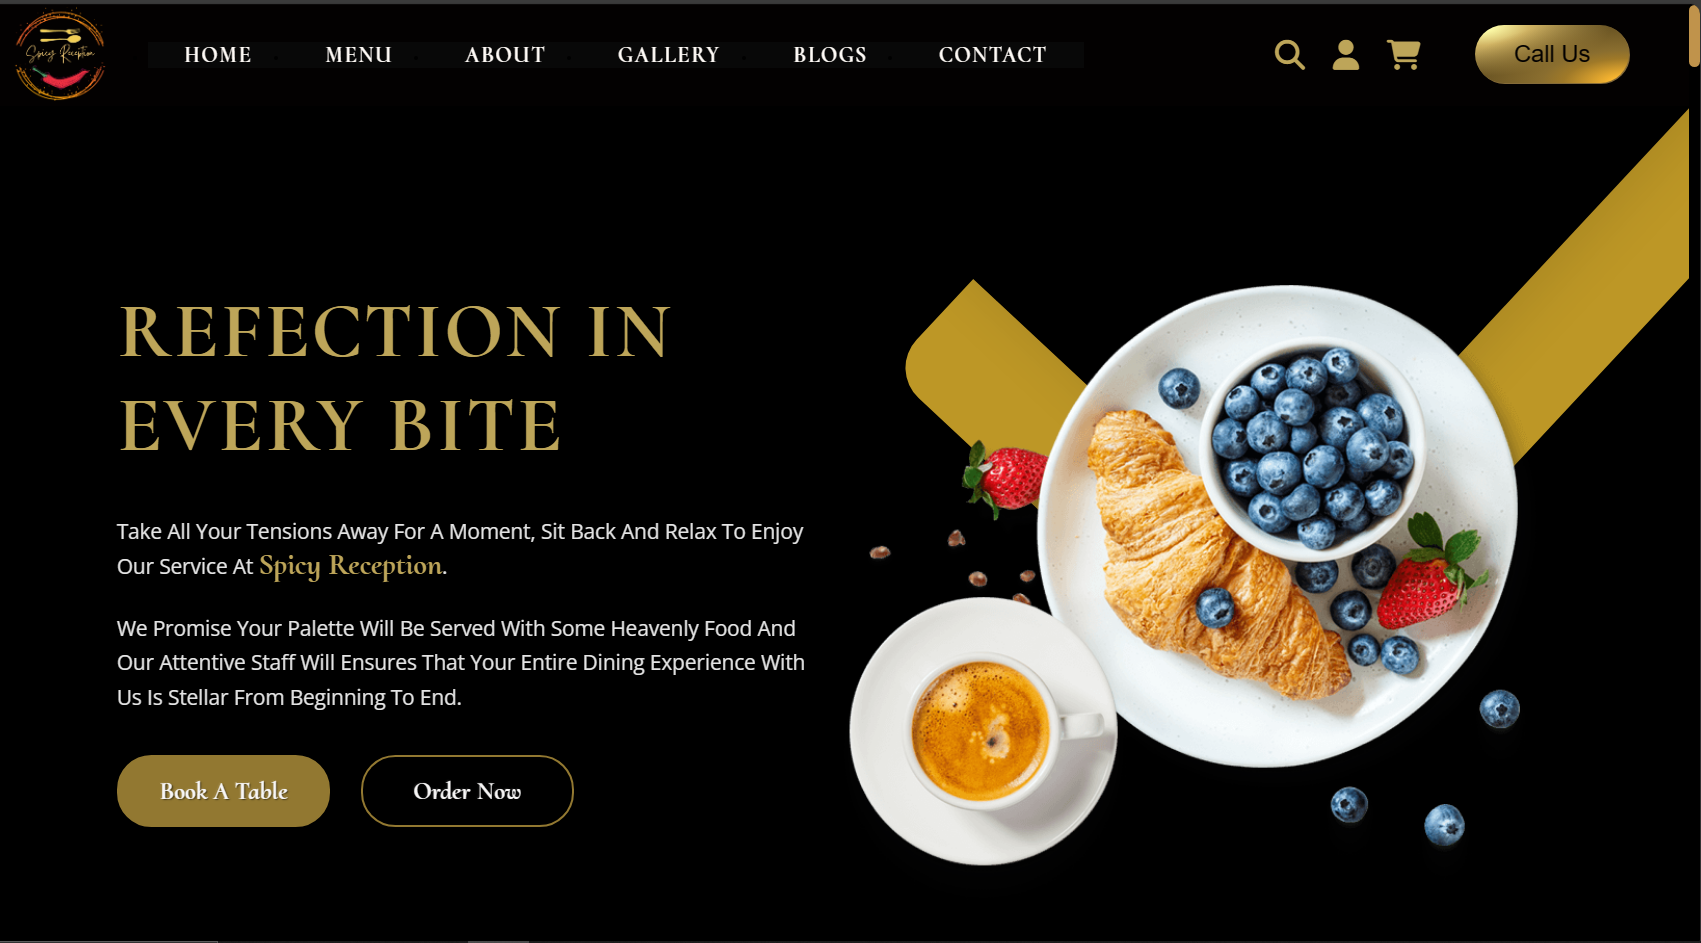 Spicy Reception
HOME MENU ABOUT GALLERY BLOGS CONTACT
Call Us
REFECTION IN
EVERY BITE
Take All Your Tensions Away For A Moment, Sit Back And Relax To Enjoy
Our Service At Spicy Reception.
We Promise Your Palette Will Be Served With Some Heavenly Food And
Our Attentive Staff Will Ensures That Your Entire Dining Experience With
Us Is Stellar From Beginning To End.
Book A Table
Order Now